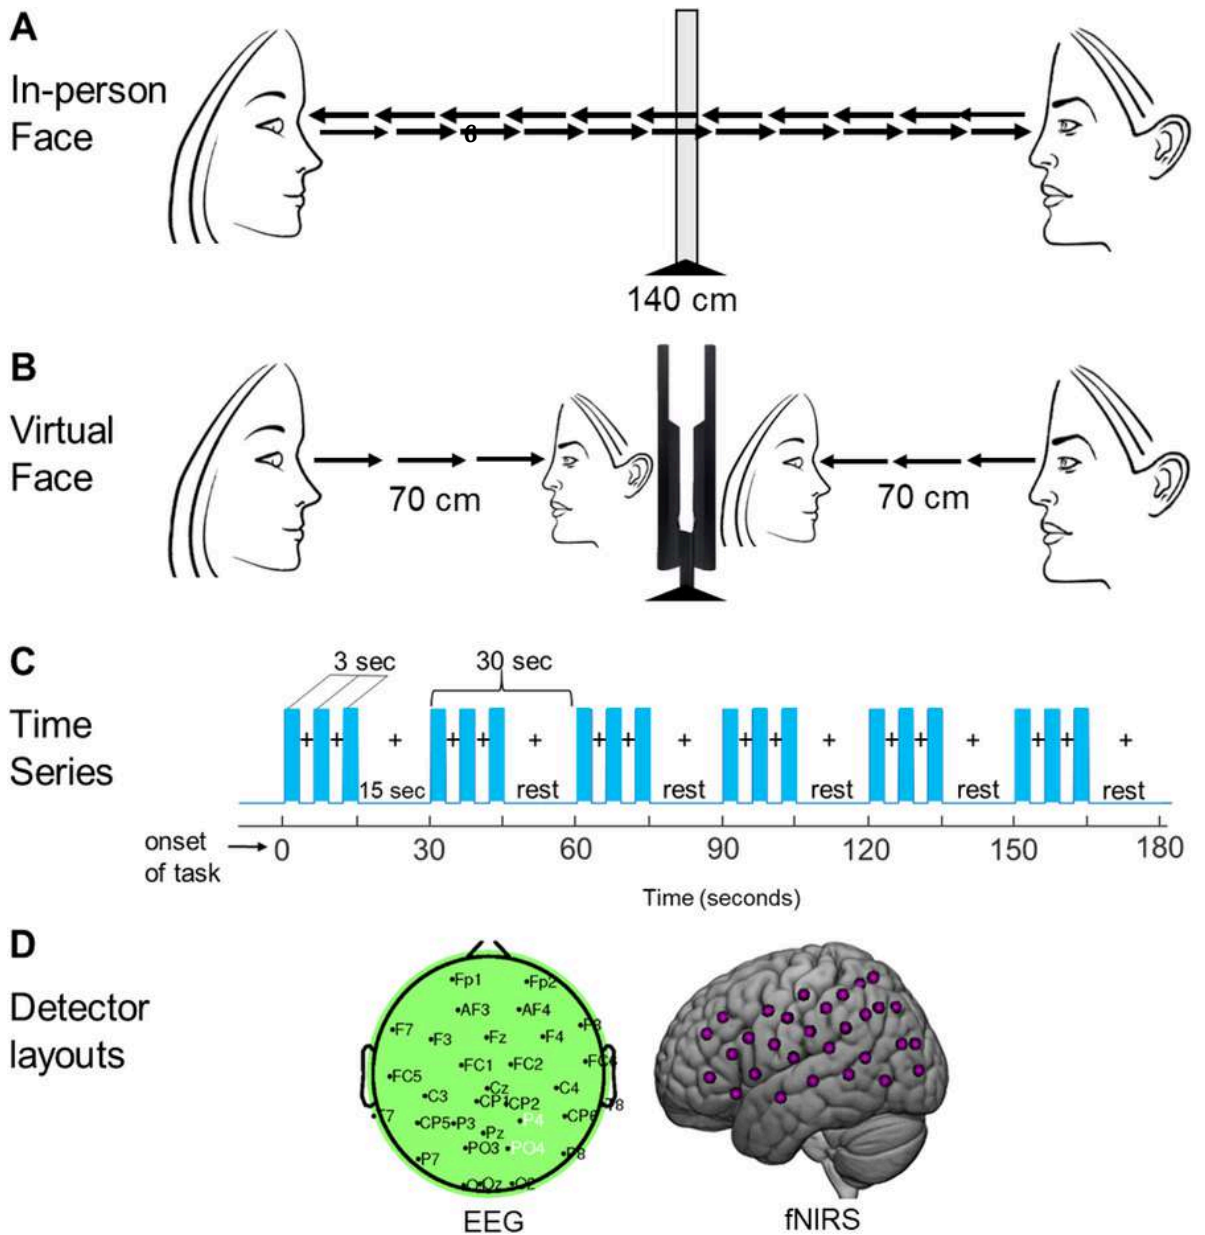 A
In-person
Face
6
140 cm
B
Virtual
Face
70 cm
70 cm
C
Time
Series
3 sec
30 sec
+ + + + + + + + + + + + + + + + + +
15 sec rest rest rest rest rest
onset
of task
0 30 60 90 120 150 180
Time (seconds)
D
Detector
layouts
Fp1 Fp2
AF3 AF4
F7 F3 Fz F4 F8
FC5 FC1 FC2 FC6
C3 Cz C4
T7 CP5 P3 CP1 CP2 P4 CP6 T8
P7 PO3 Pz PO4 P8
Oz O2
EEG
fNIRS